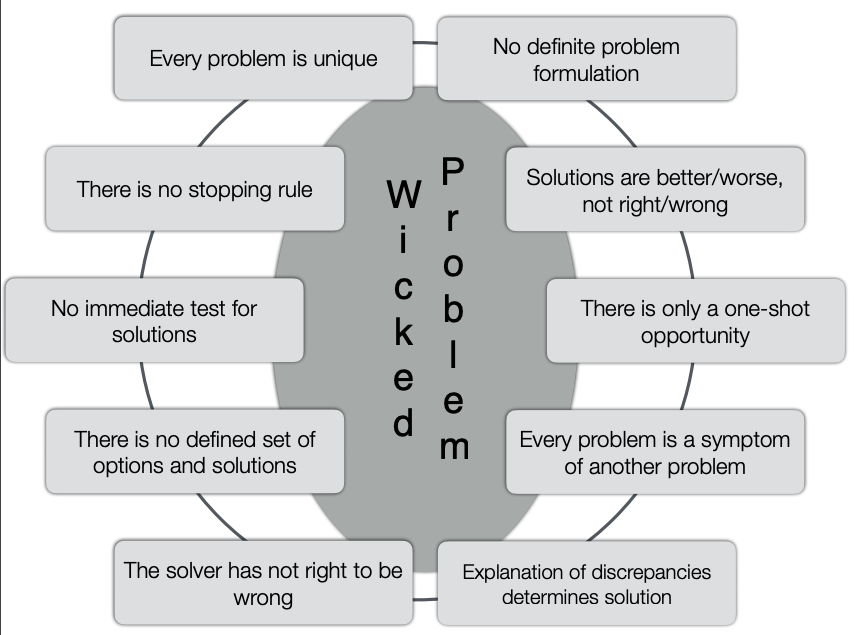 Every problem is unique
No definite problem
formulation
There is no stopping rule
Solutions are better/worse,
not right/wrong
No immediate test for
solutions
There is only a one-shot
opportunity
There is no defined set of
options and solutions
Every problem is a symptom
of another problem
The solver has not right to be
wrong
Explanation of discrepancies
determines solution
Wicked
Problem